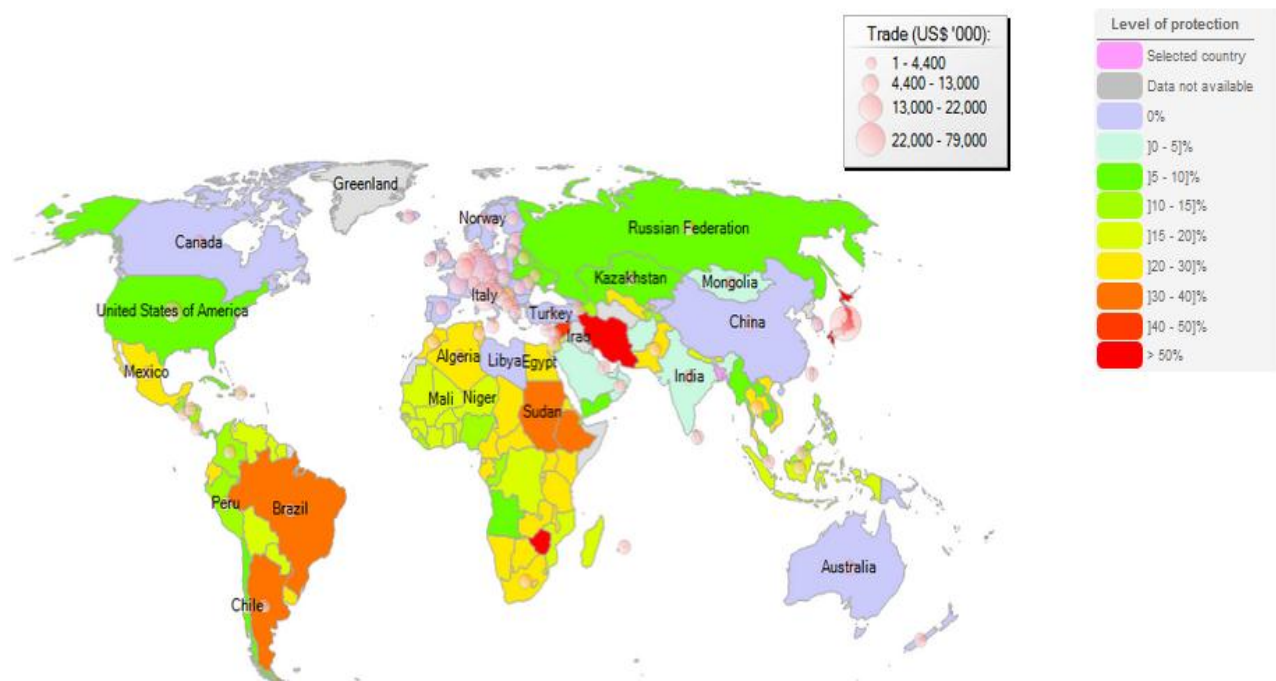 Trade (US$ '000):
1 - 4,400
4,400 - 13,000
13,000 - 22,000
22,000 - 79,000
Level of protection
Selected country
Data not available
0%
]0 - 5]%
]5 - 10]%
]10 - 15]%
]15 - 20]%
]20 - 30]%
]30 - 40]%
]40 - 50]%
> 50%
Greenland
Norway
Canada
Russian Federation
Kazakhstan
Mongolia
United States of America
Italy
Turkey
China
Iraq
Mexico
Algeria
Libya
Egypt
India
Mali
Niger
Sudan
Peru
Brazil
Australia
Chile